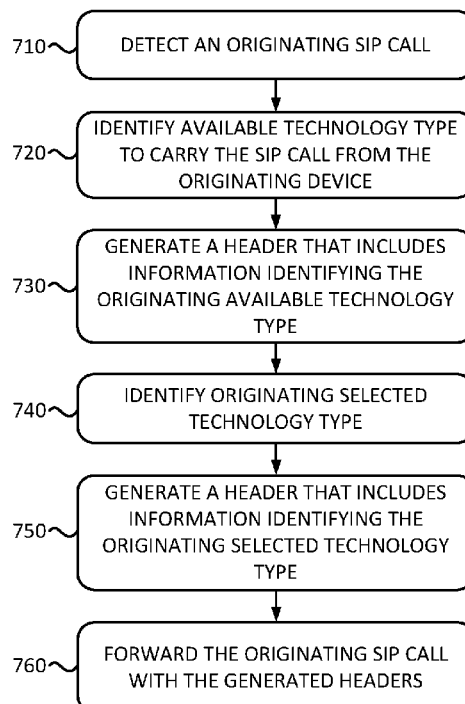 710
DETECT AN ORIGINATING SIP CALL
720
IDENTIFY AVAILABLE TECHNOLOGY TYPE
TO CARRY THE SIP CALL FROM THE
ORIGINATING DEVICE
730
GENERATE A HEADER THAT INCLUDES
INFORMATION IDENTIFYING THE
ORIGINATING AVAILABLE TECHNOLOGY
TYPE
740
IDENTIFY ORIGINATING SELECTED
TECHNOLOGY TYPE
750
GENERATE A HEADER THAT INCLUDES
INFORMATION IDENTIFYING THE
ORIGINATING SELECTED TECHNOLOGY
TYPE
760
FORWARD THE ORIGINATING SIP CALL
WITH THE GENERATED HEADERS